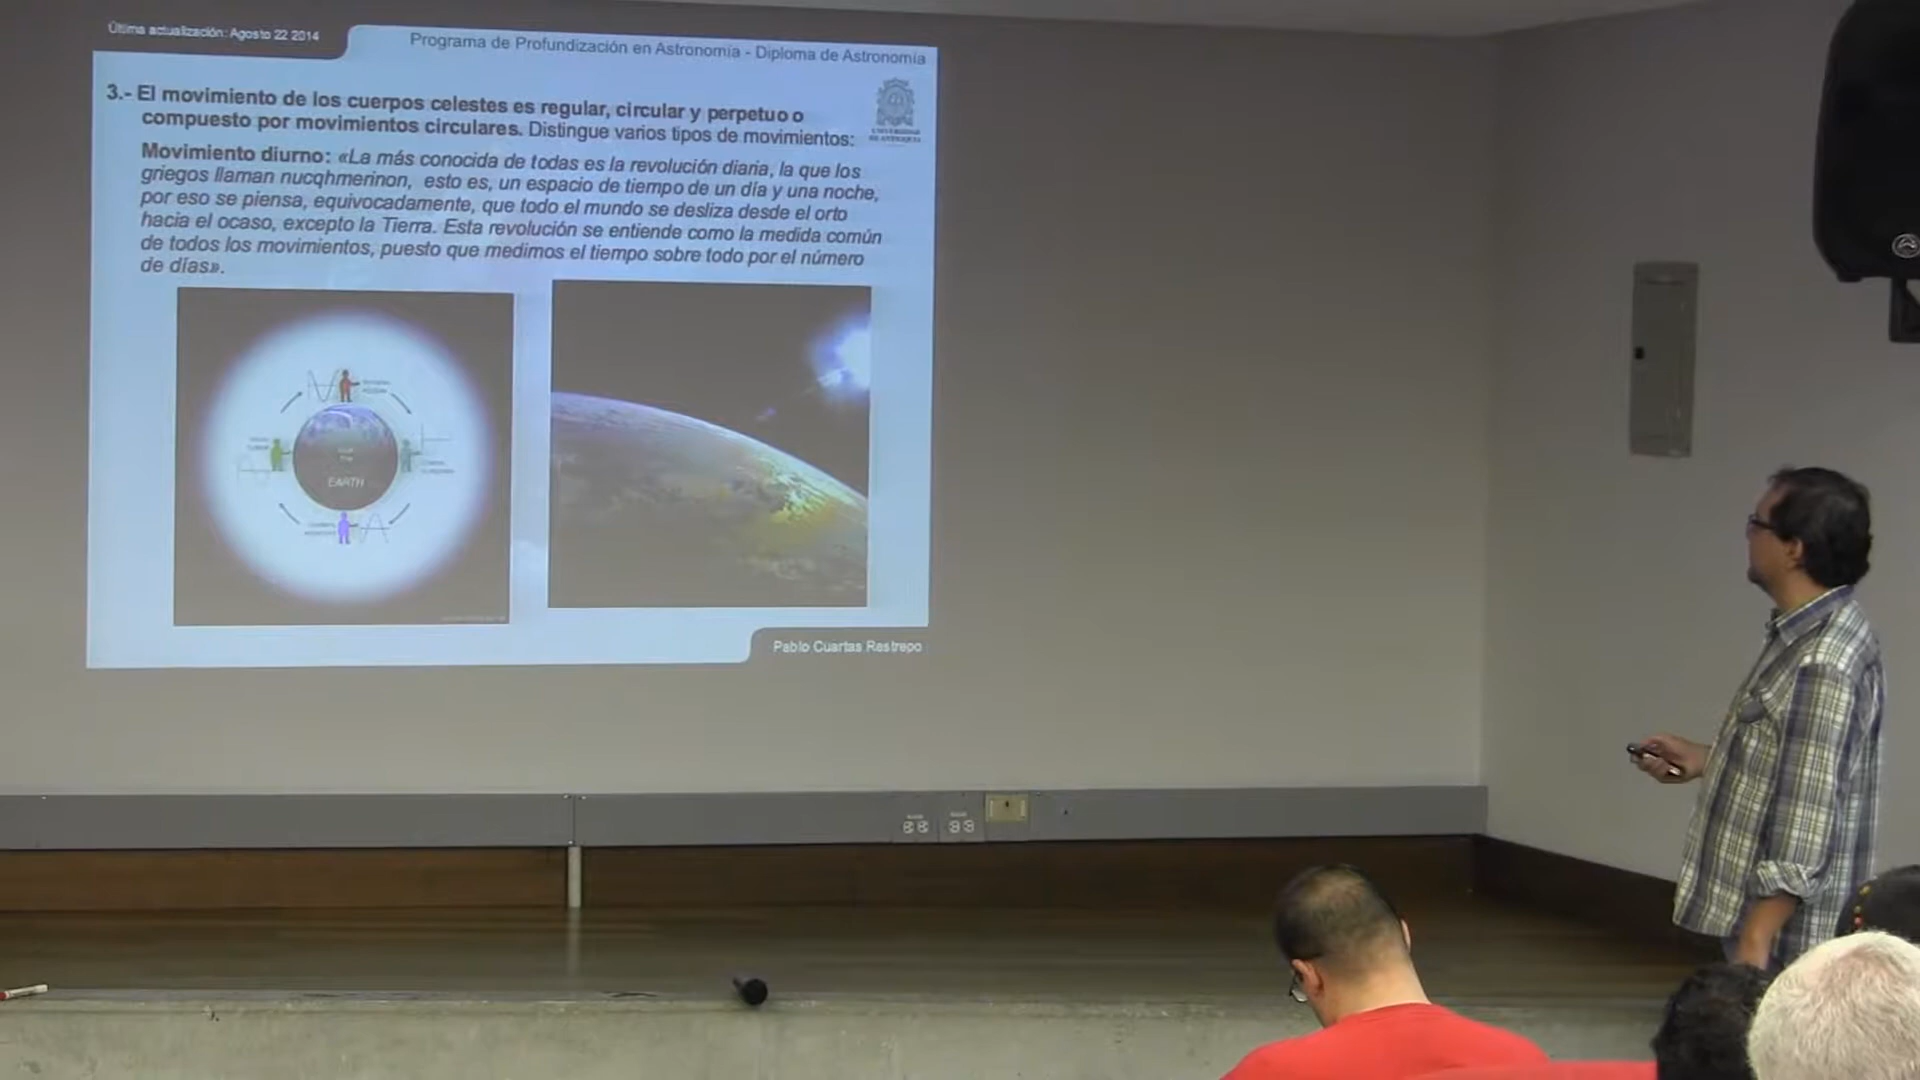 Última actualización: Agosto 22 2014
Programa de Profundización en Astronomía - Diploma de Astronomía
3.- El movimiento de los cuerpos celestes es regular, circular y perpetuo o
compuesto por movimientos circulares. Distingue varios tipos de movimientos:
UNIVERSIDAD
DE ANTIOQUIA
Movimiento diurno: «La más conocida de todas es la revolución diaria, la que los
griegos llaman nucqhmerinon, esto es, un espacio de tiempo de un día y una noche,
por eso se piensa, equivocadamente, que todo el mundo se desliza desde el orto
hacia el ocaso, excepto la Tierra. Esta revolución se entiende como la medida común
de todos los movimientos, puesto que medimos el tiempo sobre todo por el número
de días».
EARTH
Pablo Cuartas Restrepo